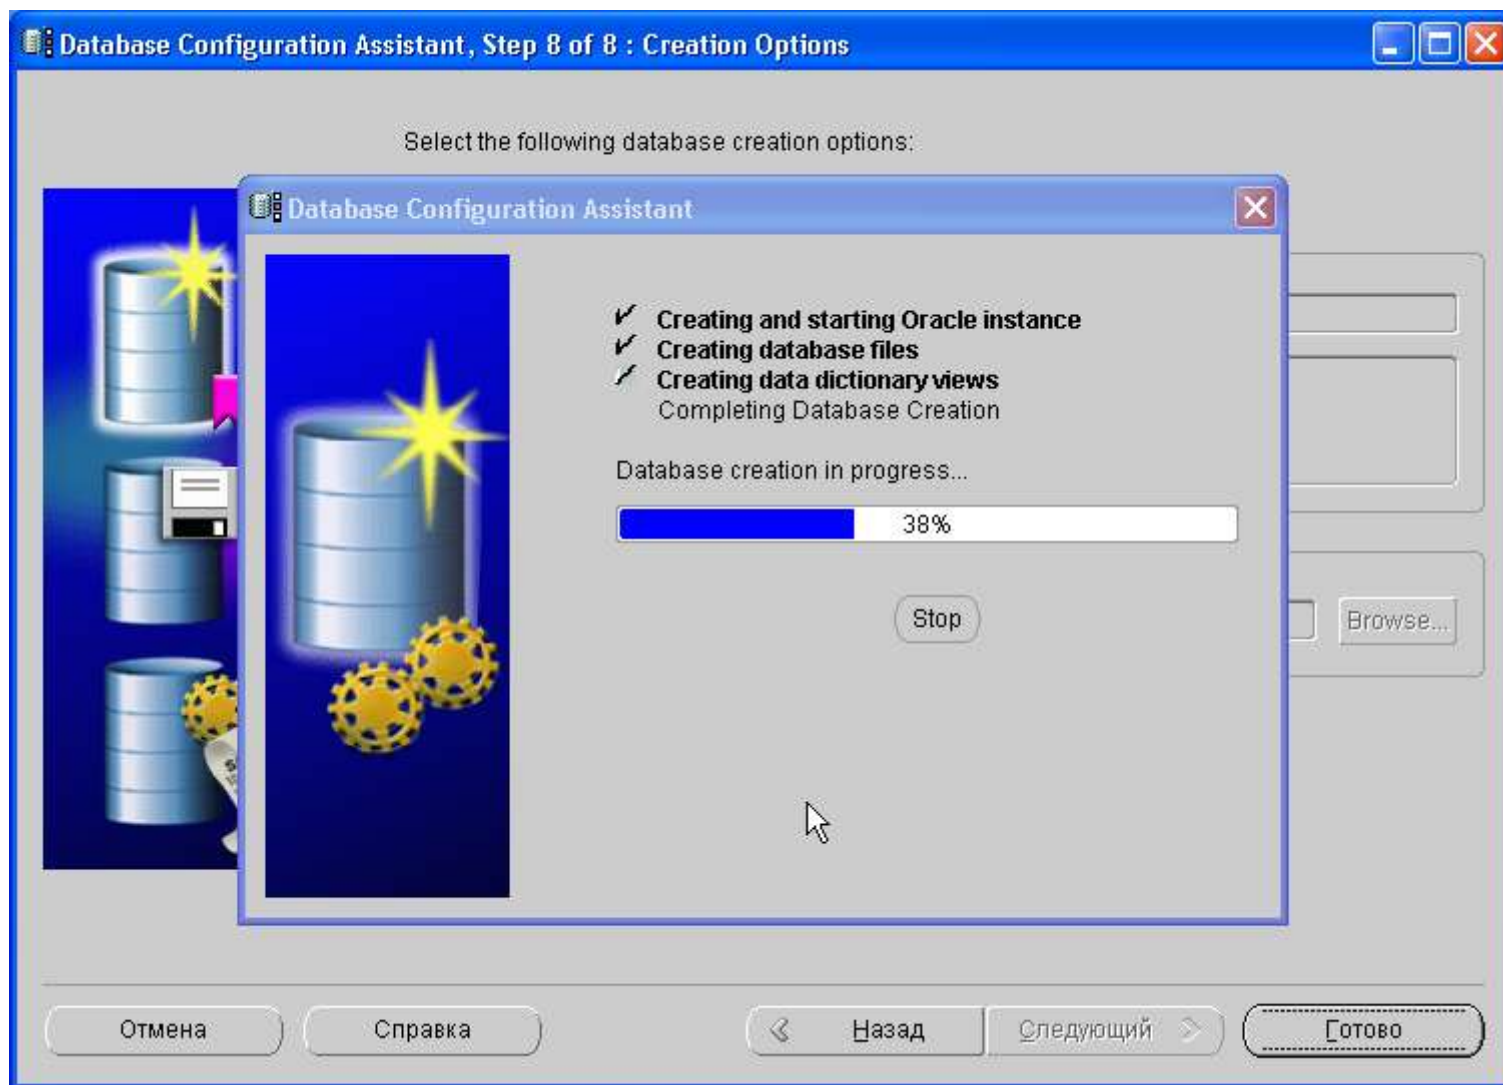 Database Configuration Assistant, Step 8 of 8 : Creation Options
Select the following database creation options:
Database Configuration Assistant
Creating and starting Oracle instance
Creating database files
Creating data dictionary views
Completing Database Creation
Database creation in progress...
38%
Stop
Browse...
Отмена
Справка
Назад
Следующий
Готово